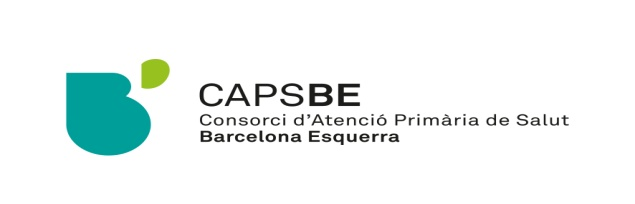 CAPSBE
Consorci d'Atenció Primària de Salut
Barcelona Esquerra